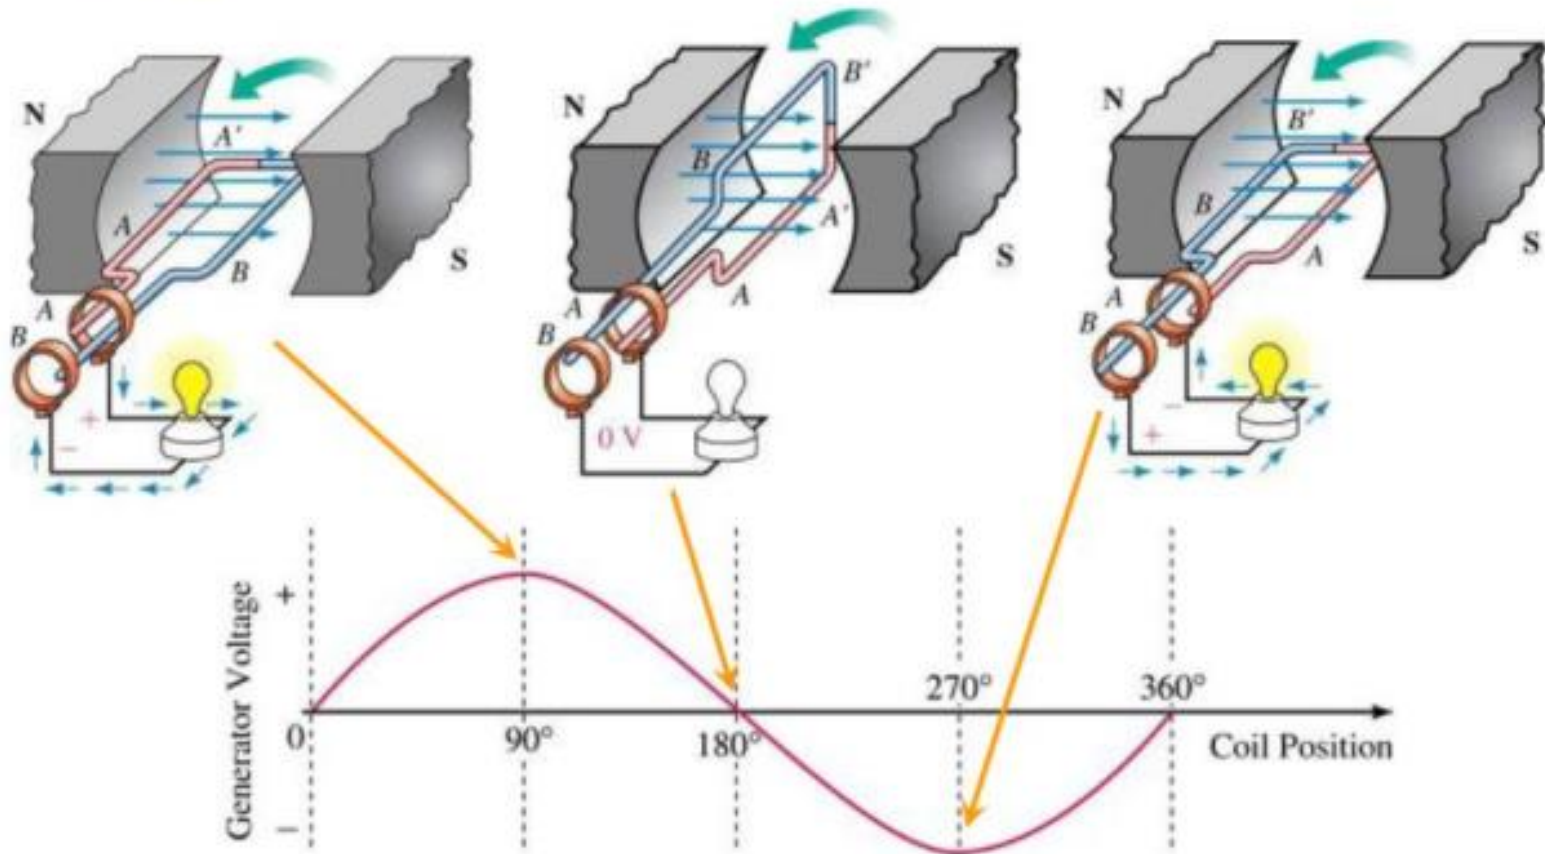 N
A'
A
B
S
A
B
+
−
N
B'
B
A'
S
A
A
B
0 V
N
B'
B
S
A
A
B
−
+
Generator Voltage
+
−
0
90°
180°
270°
360°
Coil Position